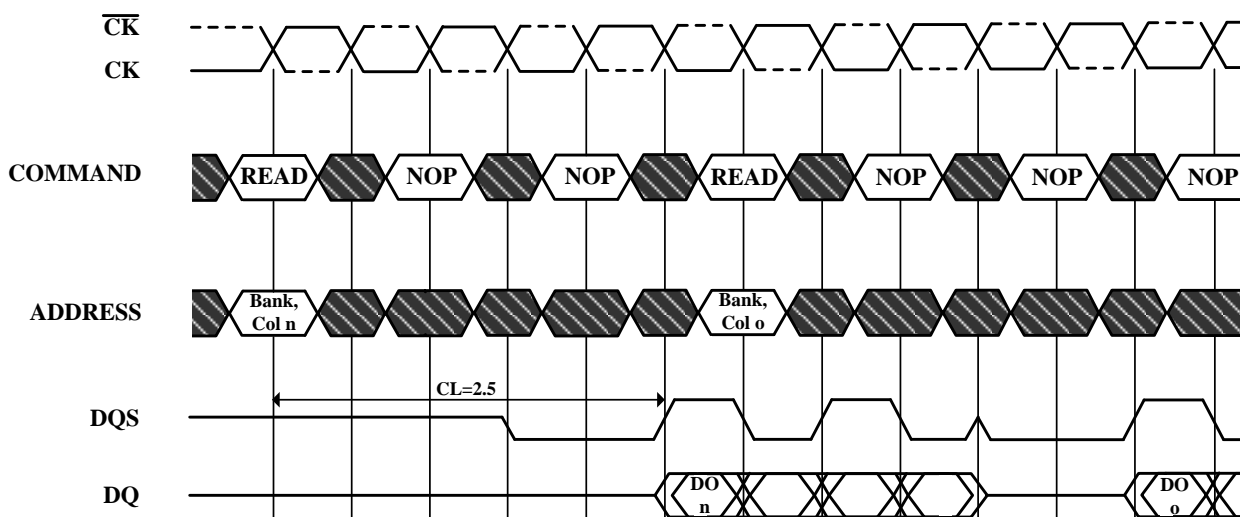 C̅K̅
CK
COMMAND
READ NOP NOP READ NOP NOP NOP
ADDRESS
Bank,
Col n
Bank,
Col o
CL=2.5
DQS
DQ
DO
n
DO
o